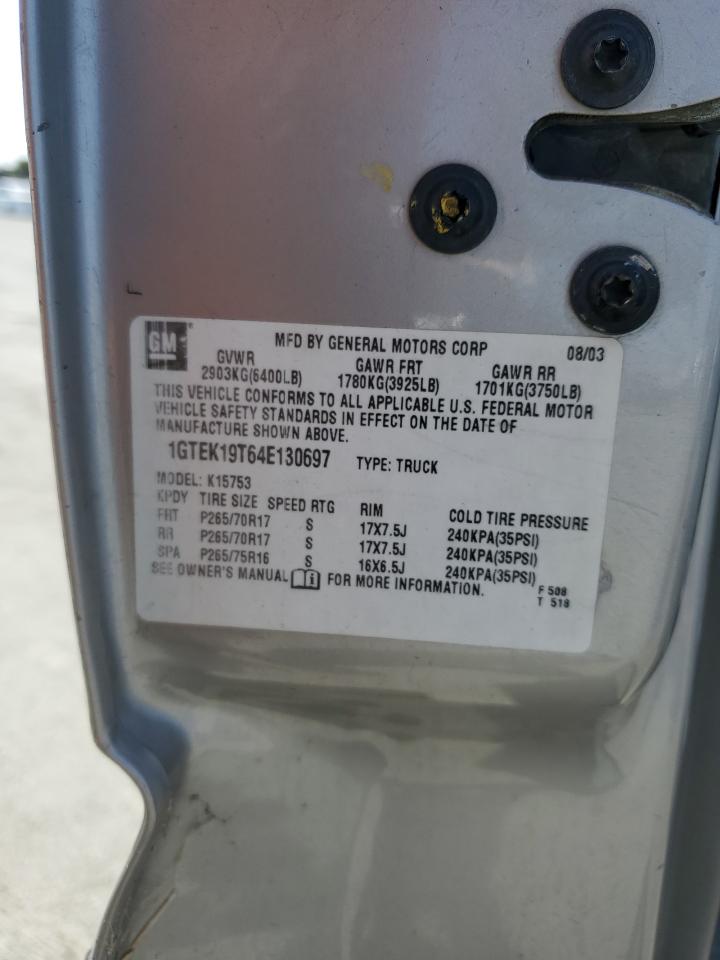 GM
MFD BY GENERAL MOTORS CORP 08/03
GVWR GAWR FRT GAWR RR
2903KG(6400LB) 1780KG(3925LB) 1701KG(3750LB)
THIS VEHICLE CONFORMS TO ALL APPLICABLE U.S. FEDERAL MOTOR
VEHICLE SAFETY STANDARDS IN EFFECT ON THE DATE OF
MANUFACTURE SHOWN ABOVE.
1GTEK19T64E130697 TYPE: TRUCK
MODEL: K15753
KPDY TIRE SIZE SPEED RTG RIM COLD TIRE PRESSURE
FRT P265/70R17 S 17X7.5J 240KPA(35PSI)
RR P265/70R17 S 17X7.5J 240KPA(35PSI)
SPA P265/75R16 S 16X6.5J 240KPA(35PSI)
SEE OWNER'S MANUAL i FOR MORE INFORMATION.
F 508
T 518